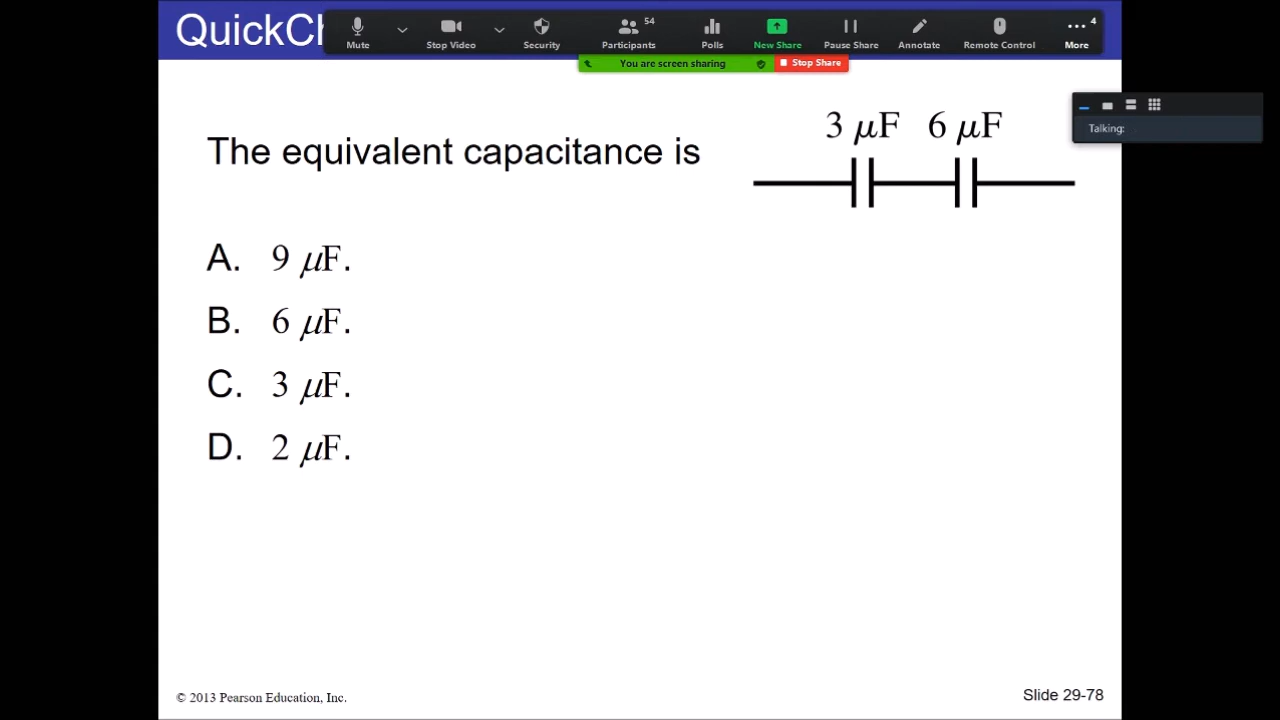 QuickCh
Mute
Stop Video
Security
54
Participants
Polls
New Share
Pause Share
Annotate
Remote Control
4
More
You are screen sharing
Stop Share
Talking:
The equivalent capacitance is
3 μF 6 μF
A. 9 μF.
B. 6 μF.
C. 3 μF.
D. 2 μF.
© 2013 Pearson Education, Inc.
Slide 29-78